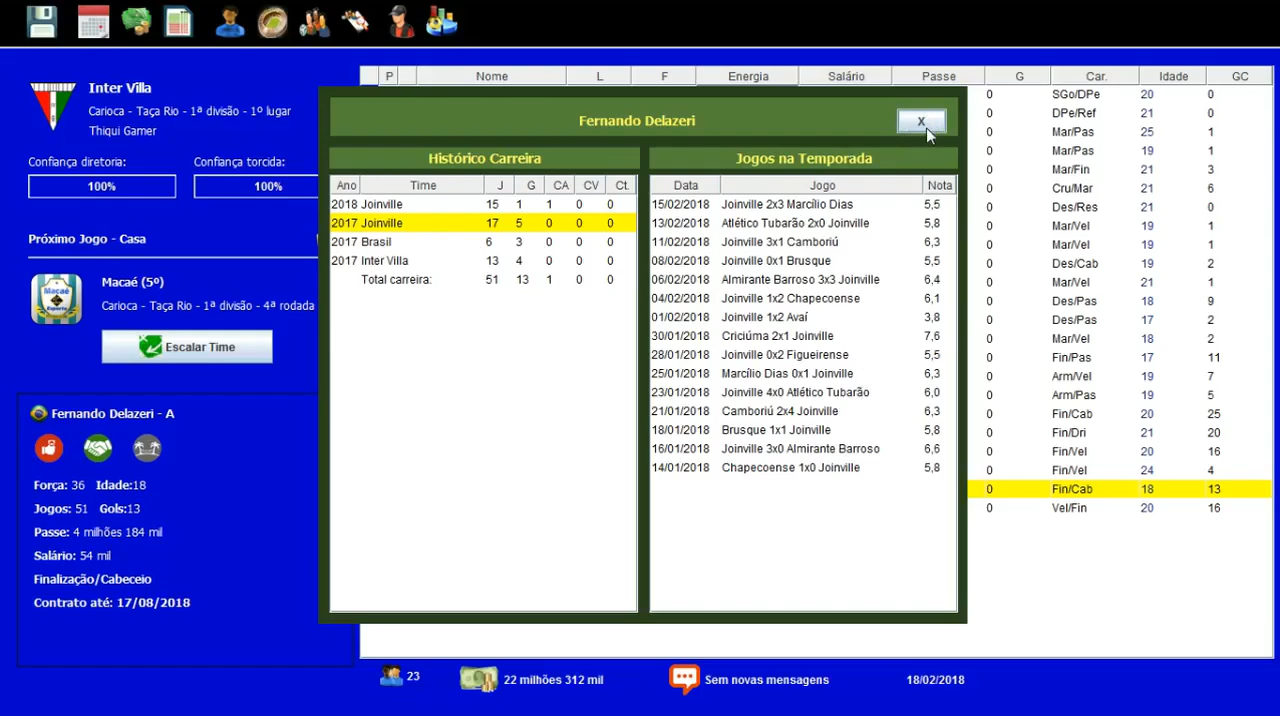 Inter Villa
Carioca - Taça Rio - 1ª divisão - 1º lugar
Thiqui Gamer
Confiança diretoria: Confiança torcida:
100% 100%
Próximo Jogo - Casa
Macaé (5º)
Carioca - Taça Rio - 1ª divisão - 4ª rodada
Escalar Time
Fernando Delazeri - A
Força: 36 Idade:18
Jogos: 51 Gols:13
Passe: 4 milhões 184 mil
Salário: 54 mil
Finalização/Cabeceio
Contrato até: 17/08/2018
P Nome L F Energia Salário Passe G Car. Idade GC
Fernando Delazeri
X
Histórico Carreira
Ano Time J G CA CV Ct.
2018 Joinville 15 1 1 0 0
2017 Joinville 17 5 0 0 0
2017 Brasil 6 3 0 0 0
2017 Inter Villa 13 4 0 0 0
Total carreira: 51 13 1 0 0
Jogos na Temporada
Data Jogo Nota
15/02/2018 Joinville 2x3 Marcílio Dias 5,5
13/02/2018 Atlético Tubarão 2x0 Joinville 5,8
11/02/2018 Joinville 3x1 Camboriú 6,3
08/02/2018 Joinville 0x1 Brusque 5,5
06/02/2018 Almirante Barroso 3x3 Joinville 6,4
04/02/2018 Joinville 1x2 Chapecoense 6,1
01/02/2018 Joinville 1x2 Avaí 3,8
30/01/2018 Criciúma 2x1 Joinville 7,6
28/01/2018 Joinville 0x2 Figueirense 5,5
25/01/2018 Marcílio Dias 0x1 Joinville 6,3
23/01/2018 Joinville 4x0 Atlético Tubarão 6,0
21/01/2018 Camboriú 2x4 Joinville 6,3
18/01/2018 Brusque 1x1 Joinville 5,8
16/01/2018 Joinville 3x0 Almirante Barroso 6,6
14/01/2018 Chapecoense 1x0 Joinville 5,8
0 SGo/DPe 20 0
0 DPe/Ref 21 0
0 Mar/Pas 25 1
0 Mar/Pas 19 1
0 Mar/Fin 21 3
0 Cru/Mar 21 6
0 Des/Res 21 0
0 Mar/Vel 19 1
0 Mar/Vel 19 1
0 Des/Cab 19 2
0 Mar/Vel 21 1
0 Des/Pas 18 9
0 Des/Pas 17 2
0 Mar/Vel 18 2
0 Fin/Pas 17 11
0 Arm/Vel 19 7
0 Arm/Pas 19 5
0 Fin/Cab 20 25
0 Fin/Dri 21 20
0 Fin/Vel 20 16
0 Fin/Vel 24 4
0 Fin/Cab 18 13
0 Vel/Fin 20 16
23 22 milhões 312 mil Sem novas mensagens 18/02/2018